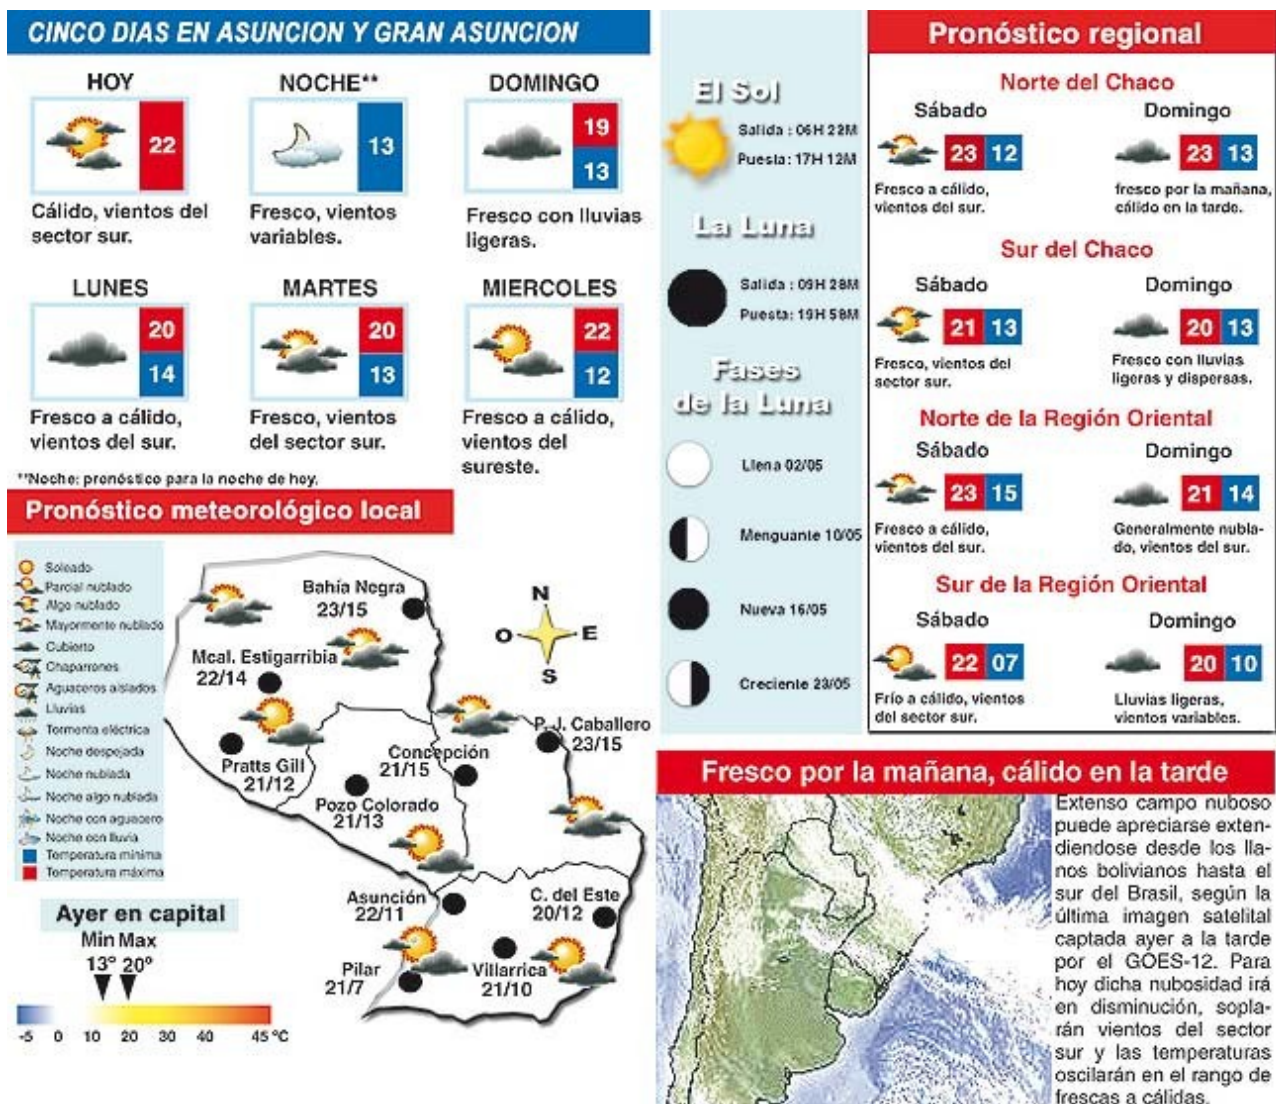 CINCO DIAS EN ASUNCION Y GRAN ASUNCION
HOY
22
Cálido, vientos del
sector sur.
NOCHE**
13
Fresco, vientos
variables.
DOMINGO
19
13
Fresco con lluvias
ligeras.
LUNES
20
14
Fresco a cálido,
vientos del sur.
MARTES
20
13
Fresco, vientos
del sector sur.
MIERCOLES
22
12
Fresco a cálido,
vientos del
sureste.
**Noche: pronóstico para la noche de hoy.
Pronóstico meteorológico local
Soleado
Parcial nublado
Algo nublado
Mayormente nublado
Cubierto
Chaparrones
Aguaceros aislados
Lluvias
Tormenta eléctrica
Noche despejada
Noche nublada
Noche algo nublada
Noche con aguacero
Noche con lluvia
Temperatura mínima
Temperatura máxima
Bahía Negra
23/15
Mcal. Estigarribia
22/14
Pratts Gill
21/12
Pozo Colorado
21/13
Concepción
21/15
P. J. Caballero
23/15
Asunción
22/11
C. del Este
20/12
Pilar
21/7
Villarrica
21/10
N
O
E
S
Ayer en capital
Min Max
13º 20º
-5 0 10 20 30 40 45 ºC
El Sol
Salida : 06H 22M
Puesta: 17H 12M
La Luna
Salida : 09H 28M
Puesta: 19H 58M
Fases
de la Luna
Llena 02/05
Menguante 10/05
Nueva 16/05
Creciente 23/05
Pronóstico regional
Norte del Chaco
Sábado
23 12
Fresco a cálido,
vientos del sur.
Domingo
23 13
fresco por la mañana,
cálido en la tarde.
Sur del Chaco
Sábado
21 13
Fresco, vientos del
sector sur.
Domingo
20 13
Fresco con lluvias
ligeras y dispersas.
Norte de la Región Oriental
Sábado
23 15
Fresco a cálido,
vientos del sur.
Domingo
21 14
Generalmente nubla-
do, vientos del sur.
Sur de la Región Oriental
Sábado
22 07
Frío a cálido, vientos
del sector sur.
Domingo
20 10
Lluvias ligeras,
vientos variables.
Fresco por la mañana, cálido en la tarde
Extenso campo nuboso
puede apreciarse exten-
diendose desde los lla-
nos bolivianos hasta el
sur del Brasil, según la
última imagen satelital
captada ayer a la tarde
por el GOES-12. Para
hoy dicha nubosidad irá
en disminución, sopla-
rán vientos del sector
sur y las temperaturas
oscilarán en el rango de
frescas a cálidas.